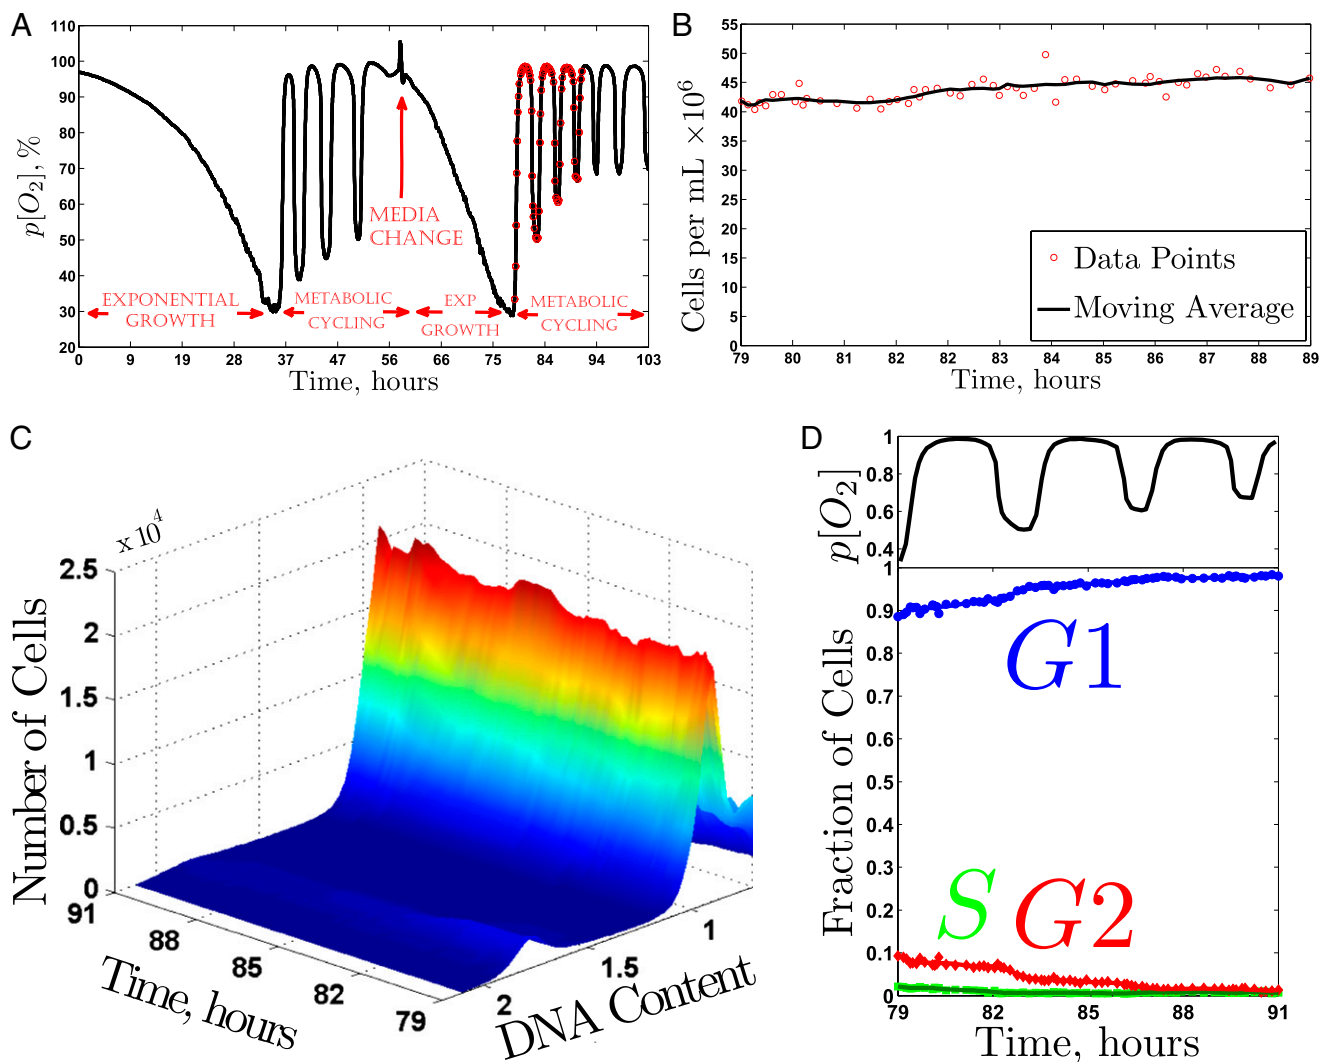 A
110
100
90
80
70
60
50
40
30
20
p[O₂], %
MEDIA
CHANGE
EXPONENTIAL
GROWTH
METABOLIC
CYCLING
EXP
GROWTH
METABOLIC
CYCLING
0 9 19 28 37 47 56 66 75 84 94 103
Time, hours
B
55
50
45
40
35
30
25
20
15
10
5
0
Cells per mL ×10⁶
Data Points
Moving Average
79 80 81 82 82 83 84 85 86 87 88 89
Time, hours
C
x 10⁴
2.5
2
1.5
1
0.5
0
Number of Cells
91 88 85 82 79
Time, hours
2 1.5 1
DNA Content
D
1
0.8
0.6
0.4
p[O₂]
1
0.9
0.8
0.7
0.6
0.5
0.4
0.3
0.2
0.1
0
Fraction of Cells
G1
S G2
79 82 85 88 91
Time, hours